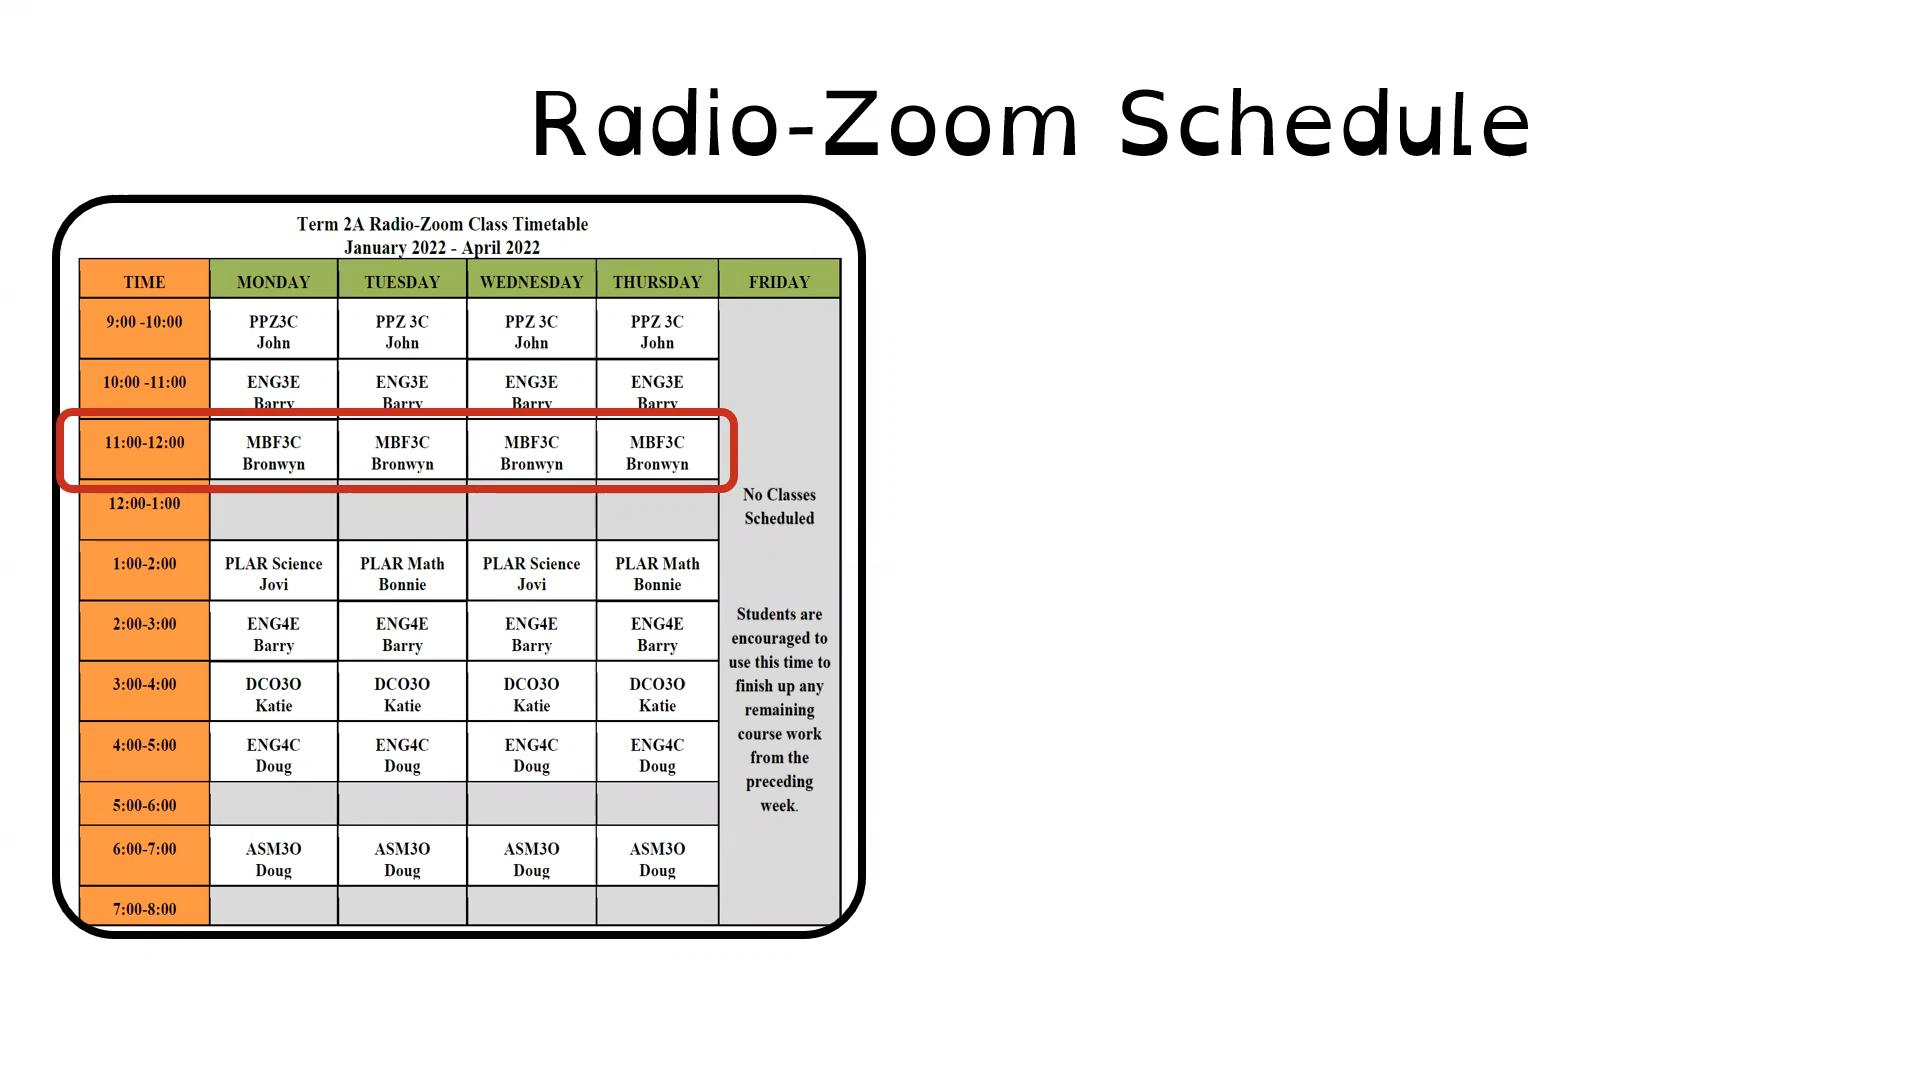 Radio-Zoom Schedule
Term 2A Radio-Zoom Class Timetable
January 2022 - April 2022
TIME MONDAY TUESDAY WEDNESDAY THURSDAY FRIDAY
9:00 -10:00 PPZ3C PPZ 3C PPZ 3C PPZ 3C
John John John John
10:00 -11:00 ENG3E ENG3E ENG3E ENG3E
Barry Barry Barry Barry
11:00-12:00 MBF3C MBF3C MBF3C MBF3C
Bronwyn Bronwyn Bronwyn Bronwyn
12:00-1:00
1:00-2:00 PLAR Science PLAR Math PLAR Science PLAR Math
Jovi Bonnie Jovi Bonnie
2:00-3:00 ENG4E ENG4E ENG4E ENG4E
Barry Barry Barry Barry
3:00-4:00 DCO3O DCO3O DCO3O DCO3O
Katie Katie Katie Katie
4:00-5:00 ENG4C ENG4C ENG4C ENG4C
Doug Doug Doug Doug
5:00-6:00
6:00-7:00 ASM3O ASM3O ASM3O ASM3O
Doug Doug Doug Doug
7:00-8:00
No Classes
Scheduled
Students are
encouraged to
use this time to
finish up any
remaining
course work
from the
preceding
week.